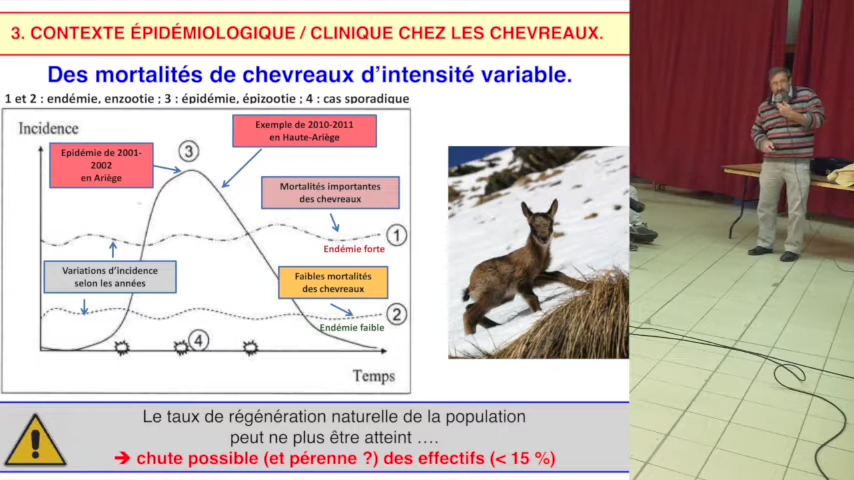 3. CONTEXTE ÉPIDÉMIOLOGIQUE / CLINIQUE CHEZ LES CHEVREAUX.
Des mortalités de chevreaux d'intensité variable.
1 et 2 : endémie, enzootie ; 3 : épidémie, épizootie ; 4 : cas sporadique
Incidence
Epidémie de 2001-
2002
en Ariège
3
Exemple de 2010-2011
en Haute-Ariège
Mortalités importantes
des chevreaux
1
Endémie forte
Variations d'incidence
selon les années
Faibles mortalités
des chevreaux
2
Endémie faible
4
Temps
Le taux de régénération naturelle de la population
peut ne plus être atteint ....
➔ chute possible (et pérenne ?) des effectifs (< 15 %)